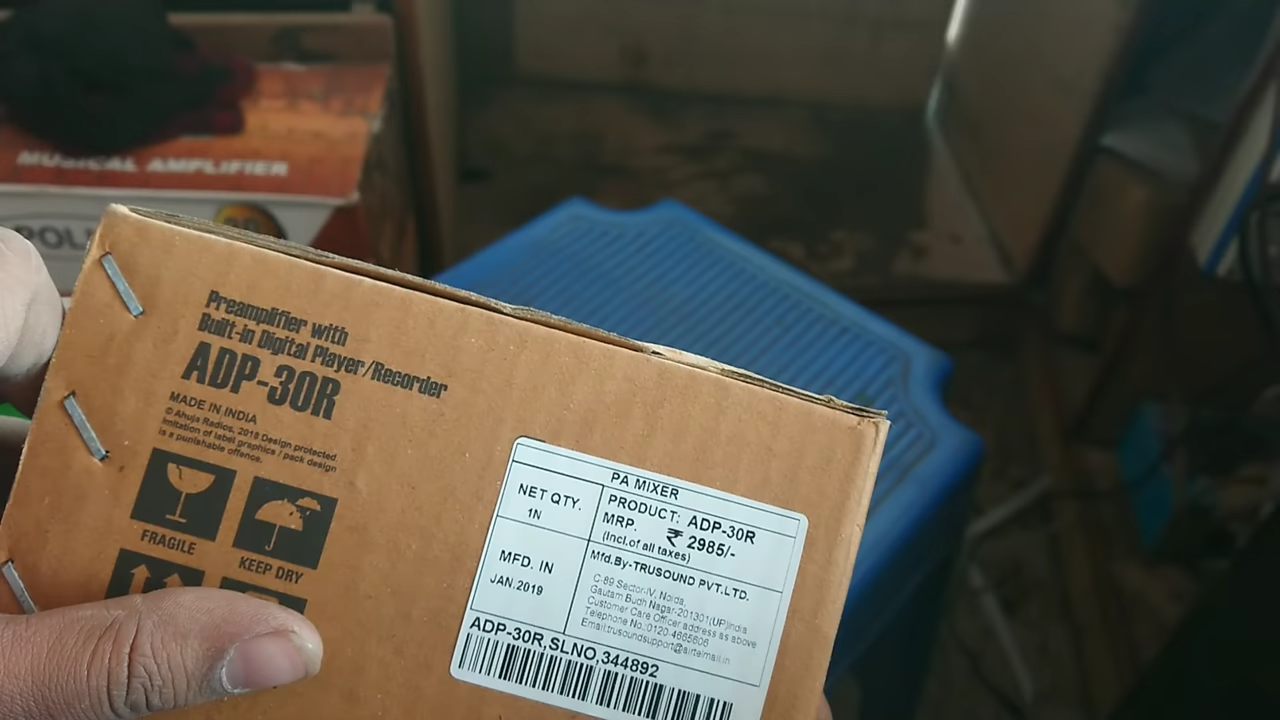 MUSICAL AMPLIFIER
Preamplifier with
Built-in Digital Player/Recorder
ADP-30R
MADE IN INDIA
© Ahuja Radios, 2018 Design protected.
Imitation of label graphics / pack design
is a punishable offence.
FRAGILE
KEEP DRY
PA MIXER
NET QTY.
1N
PRODUCT: ADP-30R
MRP. ₹ 2985/-
(Incl.of all taxes)
MFD. IN
JAN.2019
Mfd.By-TRUSOUND PVT.LTD.
C-89 Sector-IV, Noida,
Gautam Budh Nagar-201301(UP)India
Customer Care Officer address as above
Telephone No.:0120-4665606
Email:trusoundsupport@airtelmail.in
ADP-30R,SLNO,344892